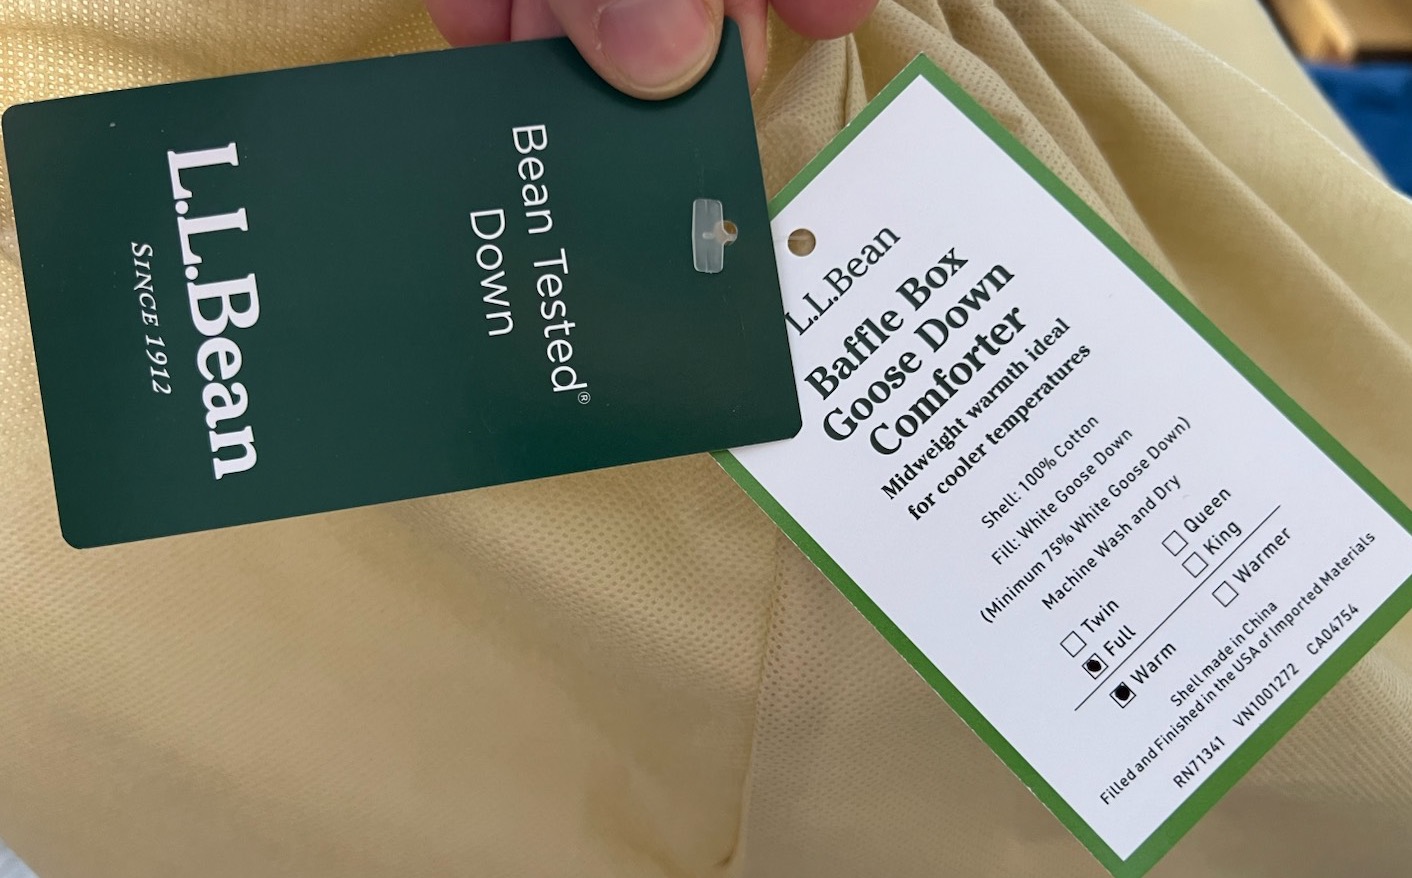 L.L.Bean
SINCE 1912
Bean Tested®
Down
L.L.Bean
Baffle Box
Goose Down
Comforter
Midweight warmth ideal
for cooler temperatures
Shell: 100% Cotton
Fill: White Goose Down
(Minimum 75% White Goose Down)
Machine Wash and Dry
Twin
Queen
Full
King
Warm
Warmer
Shell made in China
Filled and Finished in the USA of Imported Materials
RN71341 VN1001272 CA04754